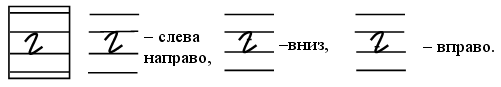 – слева
направо,
–вниз,
– вправо.